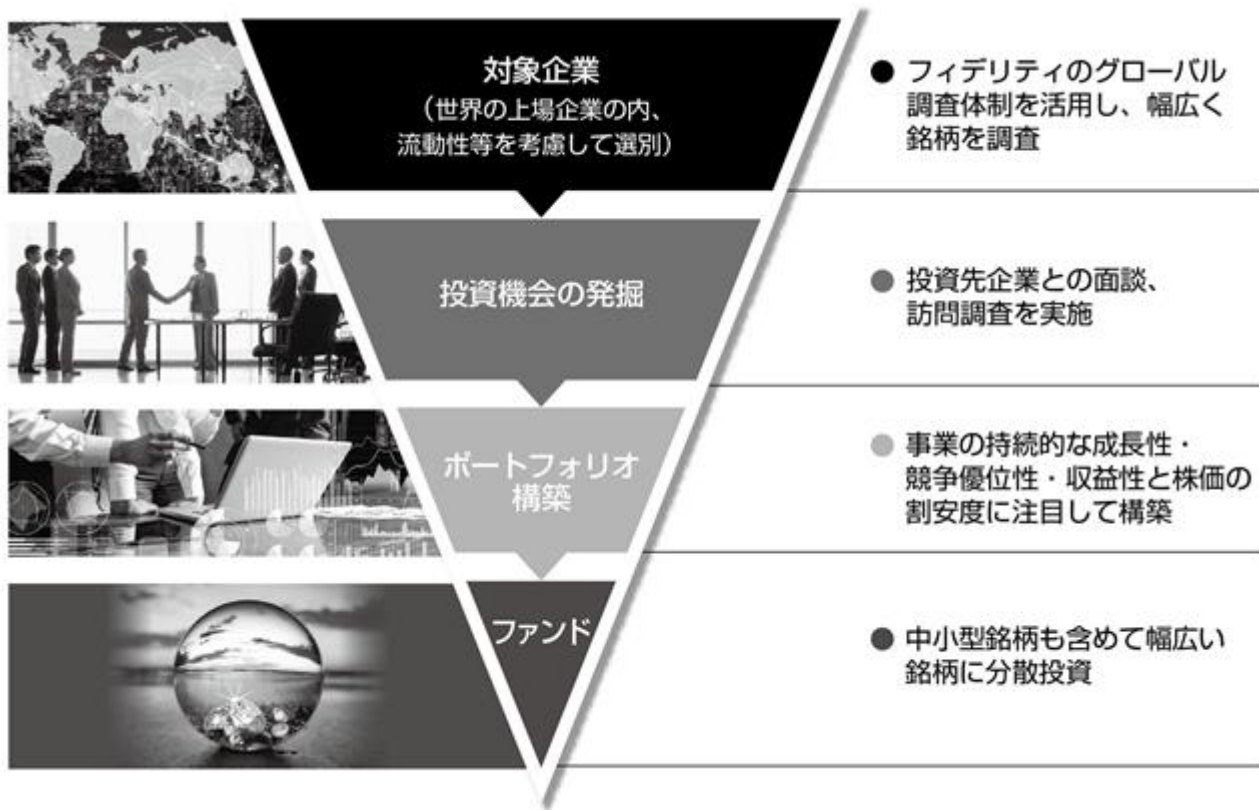 対象企業
（世界の上場企業の内、
流動性等を考慮して選別）
● フィデリティのグローバル
調査体制を活用し、幅広く
銘柄を調査
投資機会の発掘
● 投資先企業との面談、
訪問調査を実施
ポートフォリオ
構築
● 事業の持続的な成長性・
競争優位性・収益性と株価の
割安度に注目して構築
ファンド
● 中小型銘柄も含めて幅広い
銘柄に分散投資